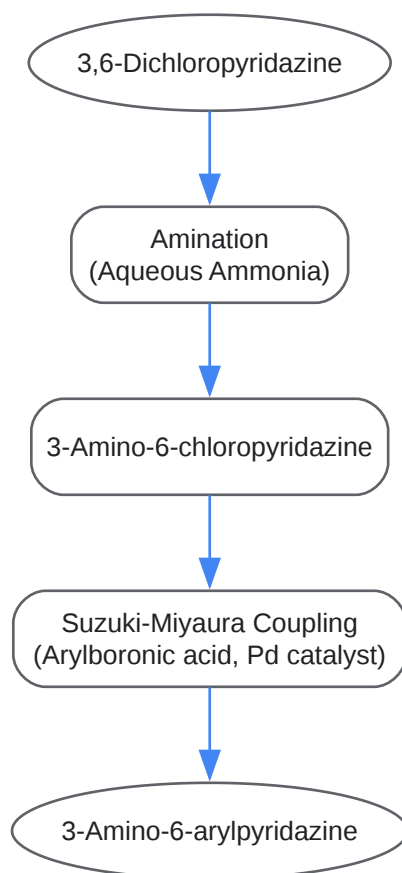 3,6-Dichloropyridazine
Amination
(Aqueous Ammonia)
3-Amino-6-chloropyridazine
Suzuki-Miyaura Coupling
(Arylboronic acid, Pd catalyst)
3-Amino-6-arylpyridazine